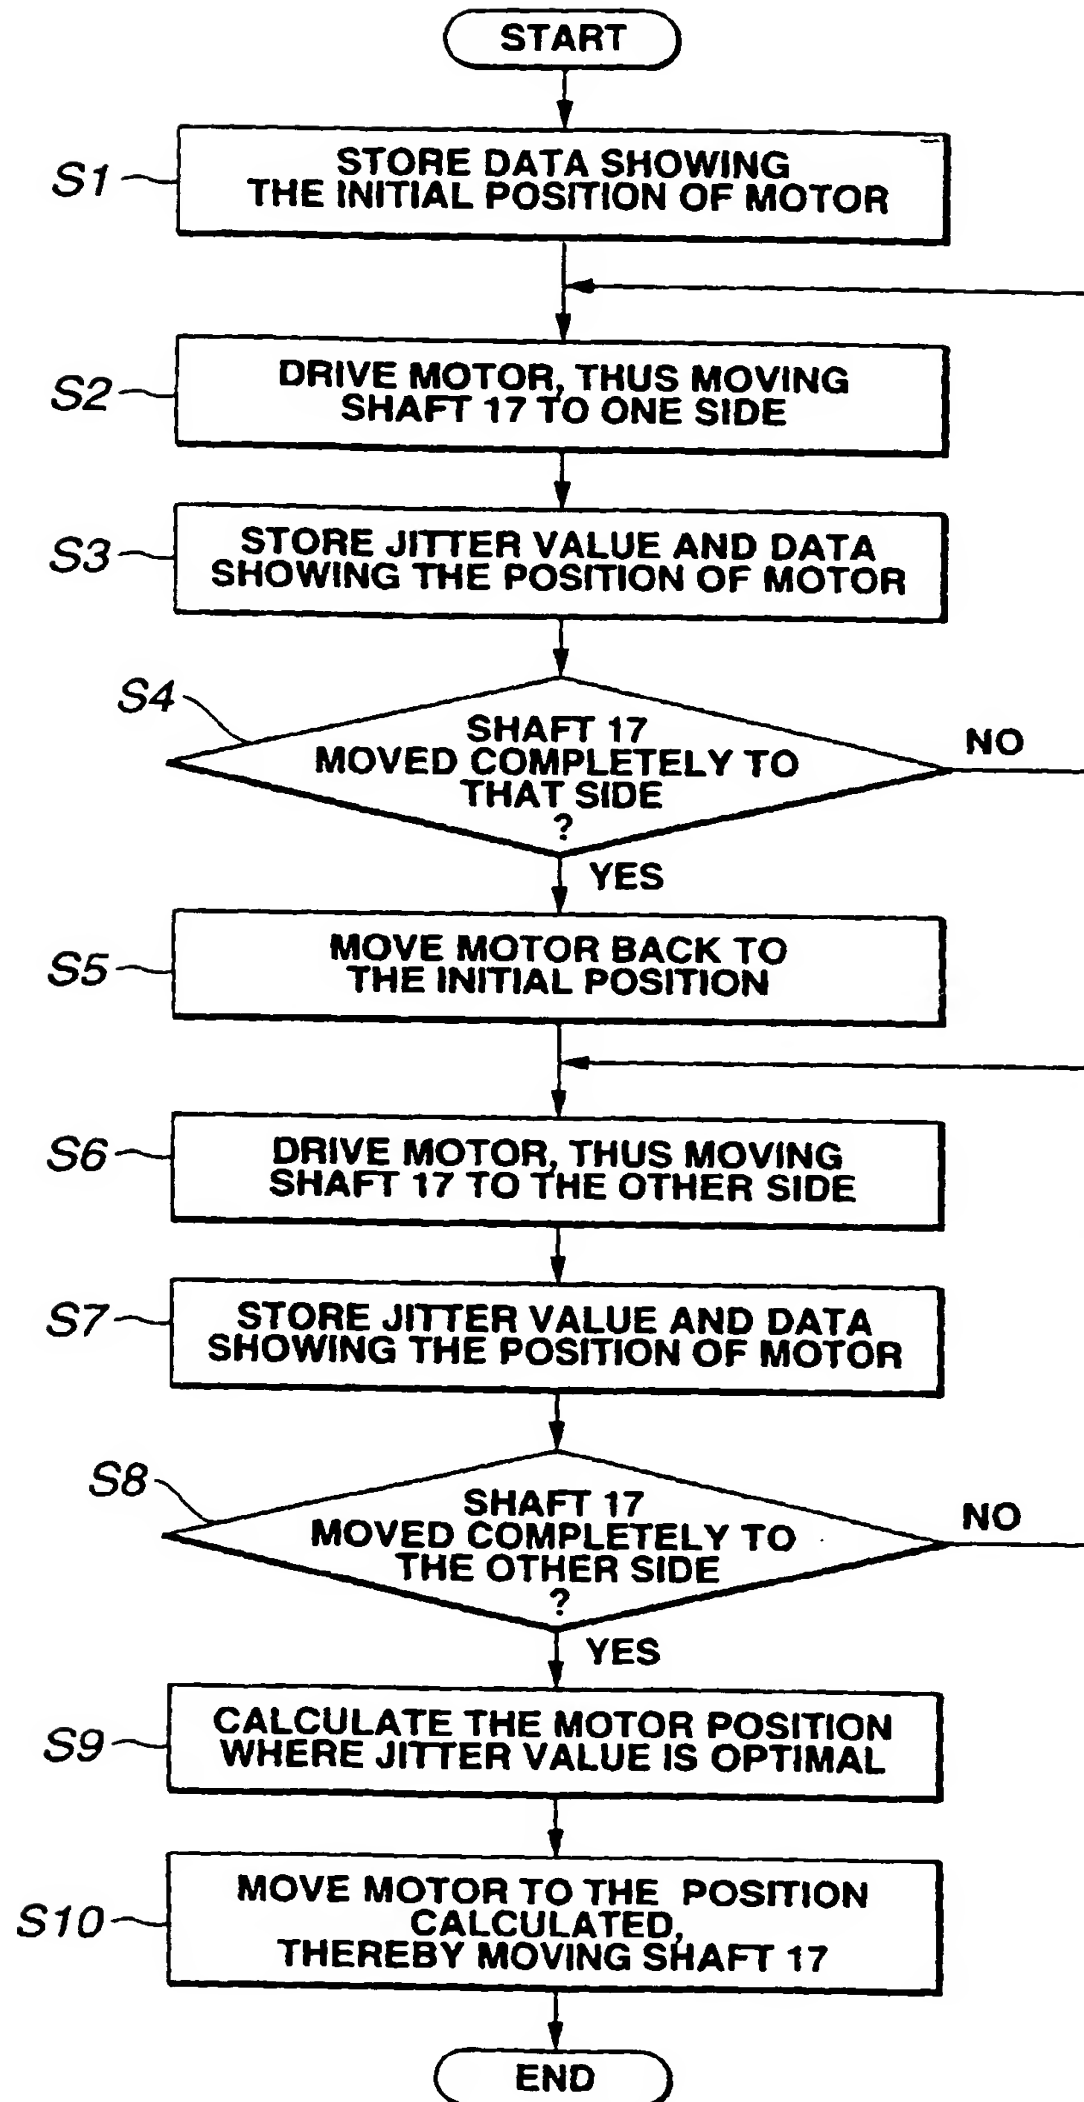 START
S1
STORE DATA SHOWING
THE INITIAL POSITION OF MOTOR
S2
DRIVE MOTOR, THUS MOVING
SHAFT 17 TO ONE SIDE
S3
STORE JITTER VALUE AND DATA
SHOWING THE POSITION OF MOTOR
S4
SHAFT 17
MOVED COMPLETELY TO
THAT SIDE
?
NO
YES
S5
MOVE MOTOR BACK TO
THE INITIAL POSITION
S6
DRIVE MOTOR, THUS MOVING
SHAFT 17 TO THE OTHER SIDE
S7
STORE JITTER VALUE AND DATA
SHOWING THE POSITION OF MOTOR
S8
SHAFT 17
MOVED COMPLETELY TO
THE OTHER SIDE
?
NO
YES
S9
CALCULATE THE MOTOR POSITION
WHERE JITTER VALUE IS OPTIMAL
S10
MOVE MOTOR TO THE POSITION
CALCULATED,
THEREBY MOVING SHAFT 17
END